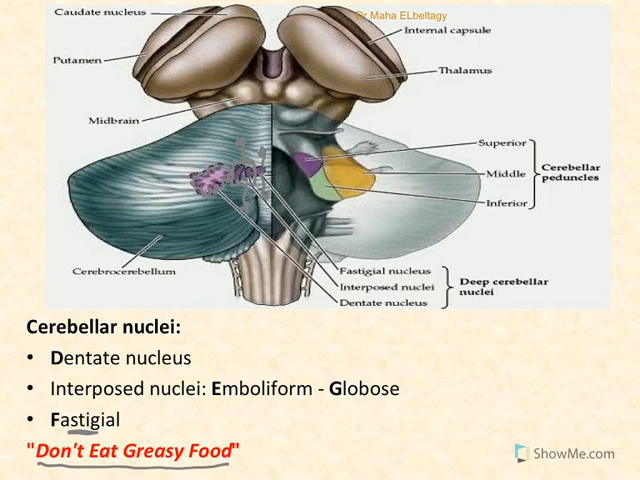 Dr Maha ELbeltagy
Caudate nucleus
Internal capsule
Putamen
Thalamus
Midbrain
Superior
Middle
Inferior
Cerebellar
peduncles
Cerebrocerebellum
Fastigial nucleus
Interposed nuclei
Dentate nucleus
Deep cerebellar
nuclei
Cerebellar nuclei:
• Dentate nucleus
• Interposed nuclei: Emboliform - Globose
• Fastigial
"Don't Eat Greasy Food"
ShowMe.com